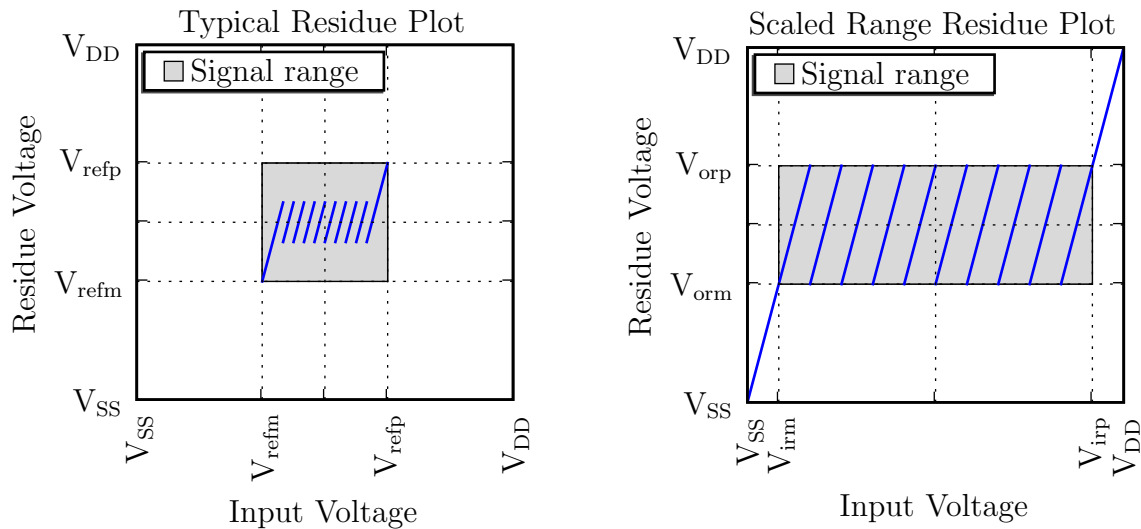 Typical Residue Plot
V_DD
Signal range
V_refp
V_refm
V_SS
Residue Voltage
V_SS
V_refm
V_refp
V_DD
Input Voltage
Scaled Range Residue Plot
V_DD
Signal range
V_orp
V_orm
V_SS
Residue Voltage
V_SS
V_irm
V_irp
V_DD
Input Voltage